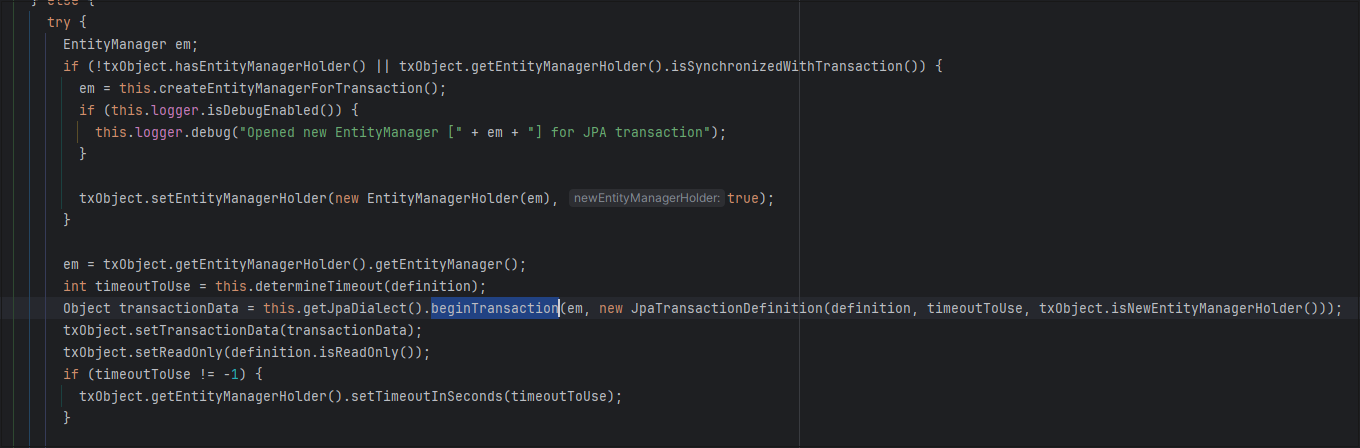 } else {
try {
EntityManager em;
if (!txObject.hasEntityManagerHolder() || txObject.getEntityManagerHolder().isSynchronizedWithTransaction()) {
em = this.createEntityManagerForTransaction();
if (this.logger.isDebugEnabled()) {
this.logger.debug("Opened new EntityManager [" + em + "] for JPA transaction");
}
txObject.setEntityManagerHolder(new EntityManagerHolder(em), newEntityManagerHolder: true);
}
em = txObject.getEntityManagerHolder().getEntityManager();
int timeoutToUse = this.determineTimeout(definition);
Object transactionData = this.getJpaDialect().beginTransaction(em, new JpaTransactionDefinition(definition, timeoutToUse, txObject.isNewEntityManagerHolder()));
txObject.setTransactionData(transactionData);
txObject.setReadOnly(definition.isReadOnly());
if (timeoutToUse != -1) {
txObject.getEntityManagerHolder().setTimeoutInSeconds(timeoutToUse);
}